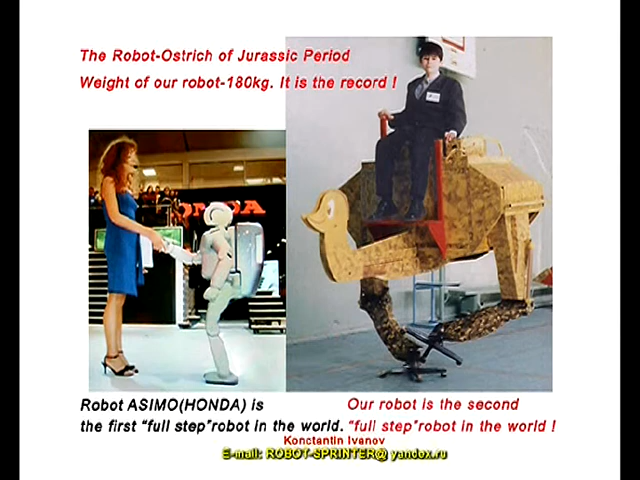 The Robot-Ostrich of Jurassic Period
Weight of our robot-180kg. It is the record !
HONDA
Robot ASIMO(HONDA) is
the first "full step"robot in the world.
Our robot is the second
"full step"robot in the world !
Konstantin Ivanov
E-mail: ROBOT-SPRINTER@ yandex.ru